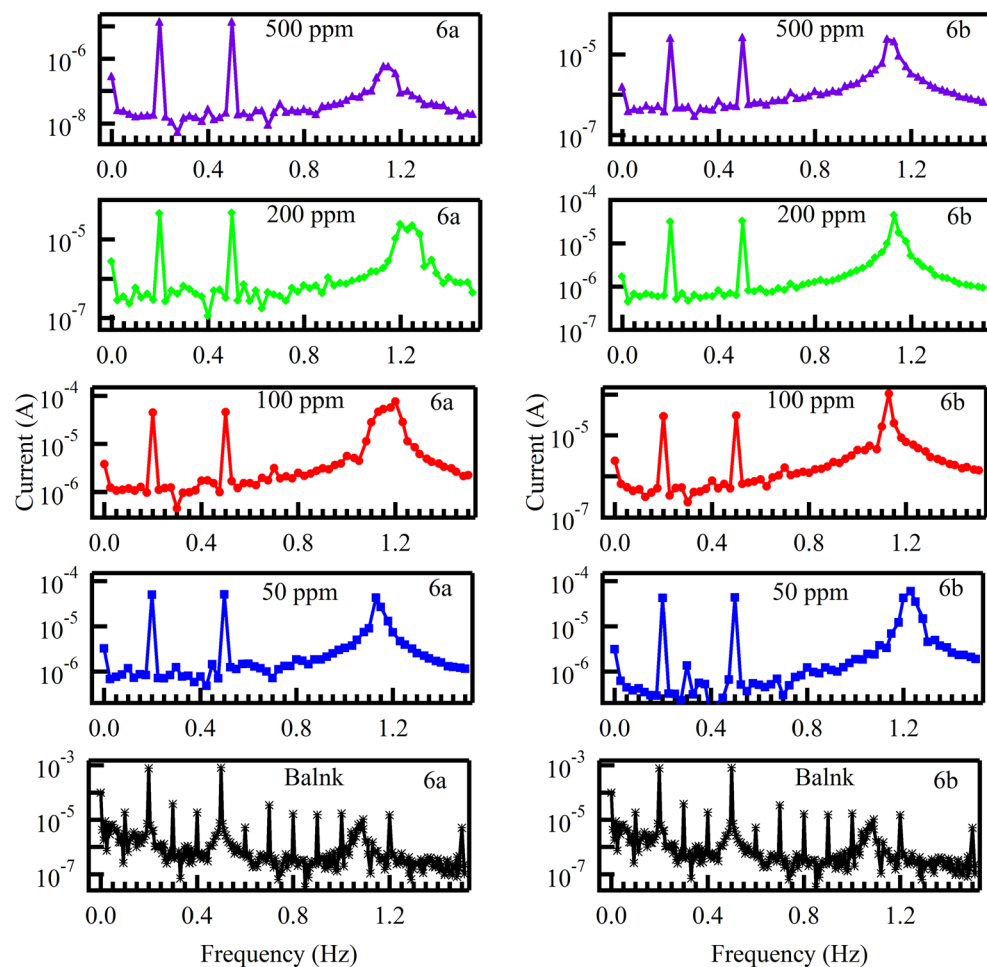 500 ppm 6a
10^-6
10^-8
0.0 0.4 0.8 1.2
500 ppm 6b
10^-5
10^-7
0.0 0.4 0.8 1.2
200 ppm 6a
10^-5
10^-7
0.0 0.4 0.8 1.2
200 ppm 6b
10^-4
10^-5
10^-6
10^-7
0.0 0.4 0.8 1.2
Current (A)
100 ppm 6a
10^-4
10^-5
10^-6
0.0 0.4 0.8 1.2
Current (A)
100 ppm 6b
10^-5
10^-6
10^-7
0.0 0.4 0.8 1.2
50 ppm 6a
10^-4
10^-5
10^-6
0.0 0.4 0.8 1.2
50 ppm 6b
10^-4
10^-5
10^-6
0.0 0.4 0.8 1.2
Balnk 6a
10^-3
10^-5
10^-7
0.0 0.4 0.8 1.2
Frequency (Hz)
Balnk 6b
10^-3
10^-5
10^-7
0.0 0.4 0.8 1.2
Frequency (Hz)